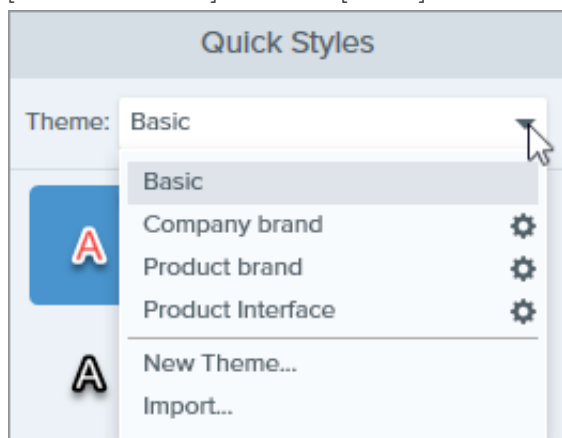 Quick Styles
Theme: Basic
Basic
A
Company brand
Product brand
Product Interface
A
New Theme...
Import...